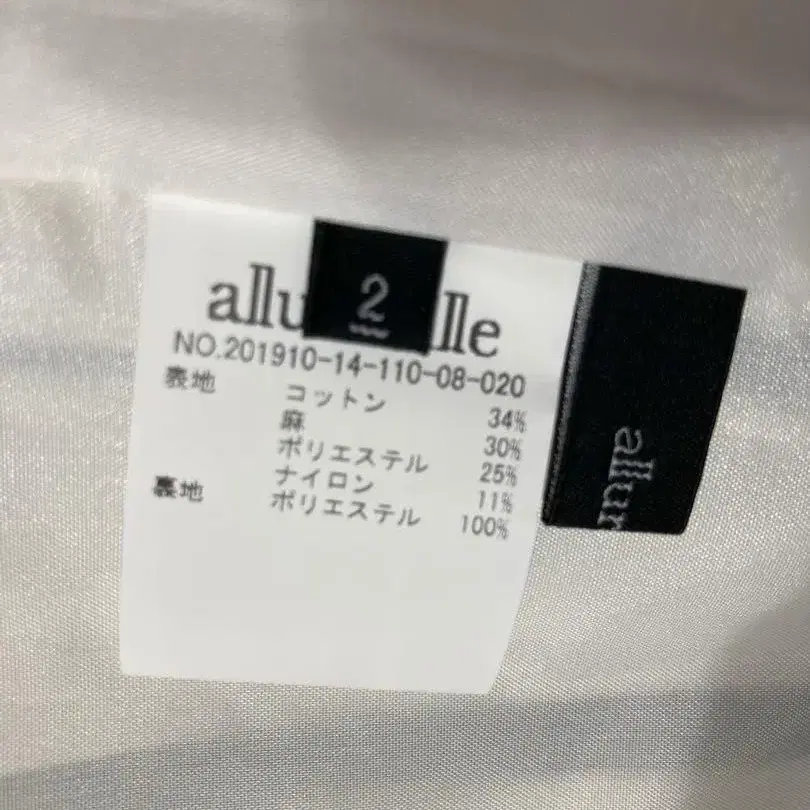 allu
2
lle
NO.201910-14-110-08-020
表地 コットン 34%
麻 30%
ポリエステル 25%
ナイロン 11%
裏地 ポリエステル 100%
allur